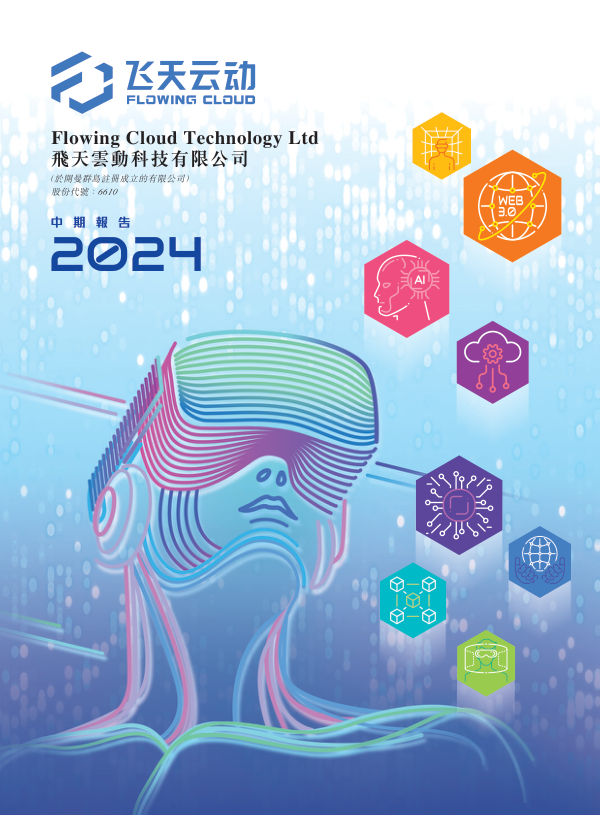 飞天云动
FLOWING CLOUD
Flowing Cloud Technology Ltd
飛天雲動科技有限公司
(於開曼群島註冊成立的有限公司)
股份代號：6610
中期報告
2024
WEB
3.0
AI